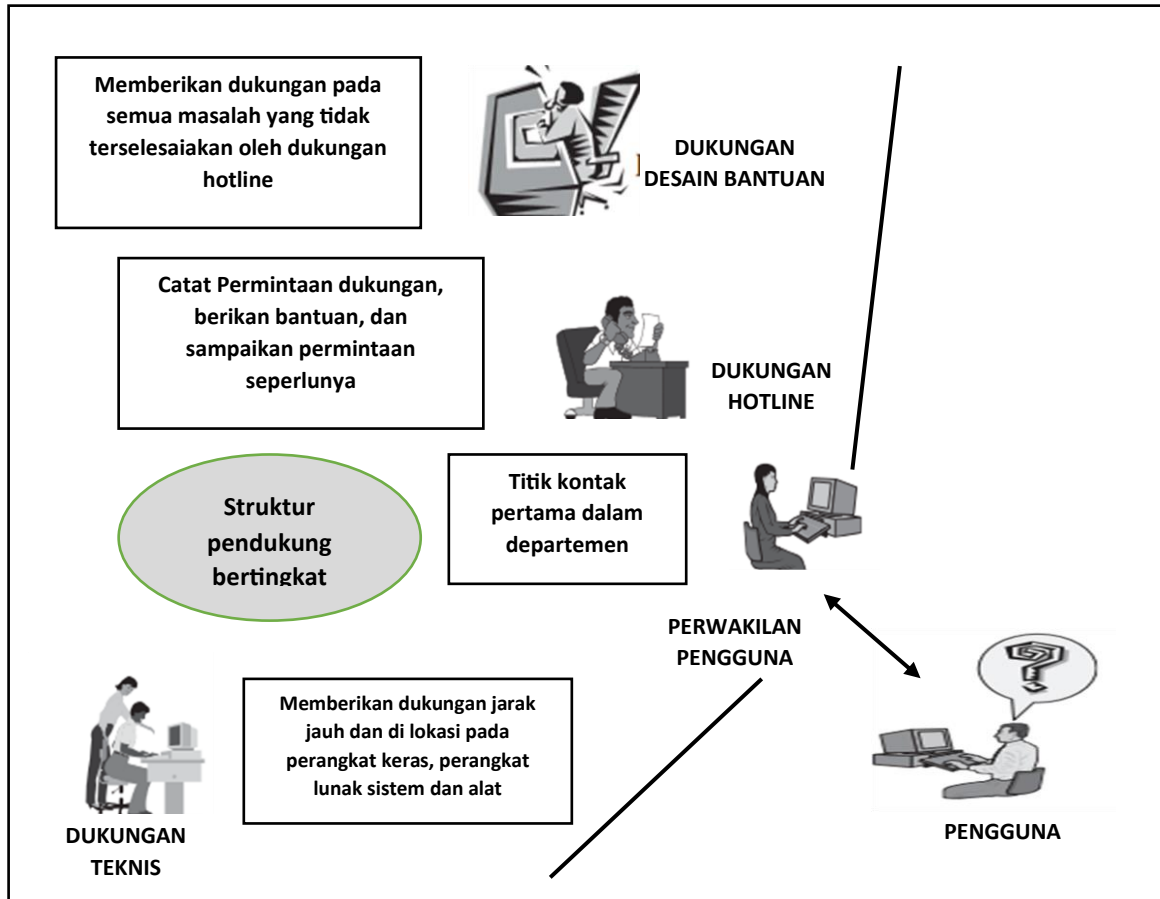 Memberikan dukungan pada
semua masalah yang tidak
terselesaiakan oleh dukungan
hotline
DUKUNGAN
DESAIN BANTUAN
Catat Permintaan dukungan,
berikan bantuan, dan
sampaikan permintaan
seperlunya
DUKUNGAN
HOTLINE
Struktur
pendukung
bertingkat
Titik kontak
pertama dalam
departemen
PERWAKILAN
PENGGUNA
Memberikan dukungan jarak
jauh dan di lokasi pada
perangkat keras, perangkat
lunak sistem dan alat
DUKUNGAN
TEKNIS
PENGGUNA